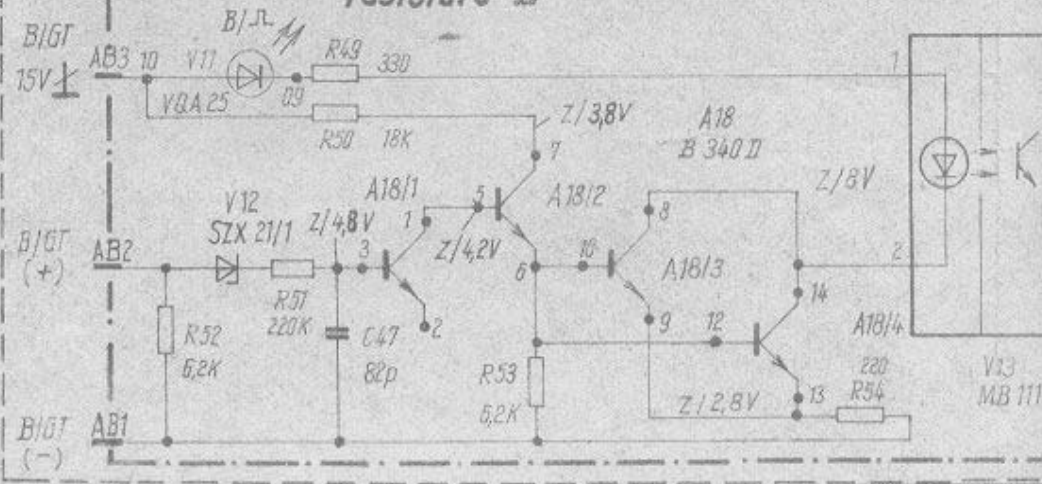 B/GT
15V
AB3
10
V11
B/⎍
VQA 25
09
R49
330
R50
18K
1
Z/3,8V
7
A18
B 340 D
Z/8V
V12
SZX 21/1
Z/4,8V
A18/1
1
5
A18/2
8
B/GT
(+)
AB2
3
Z/4,2V
6
10
A18/3
2
R51
220K
2
14
R52
6,2K
C47
82p
9
12
A18/4
R53
6,2K
220
R54
V13
MB 111
13
Z/2,8V
B/GT
(-)
AB1